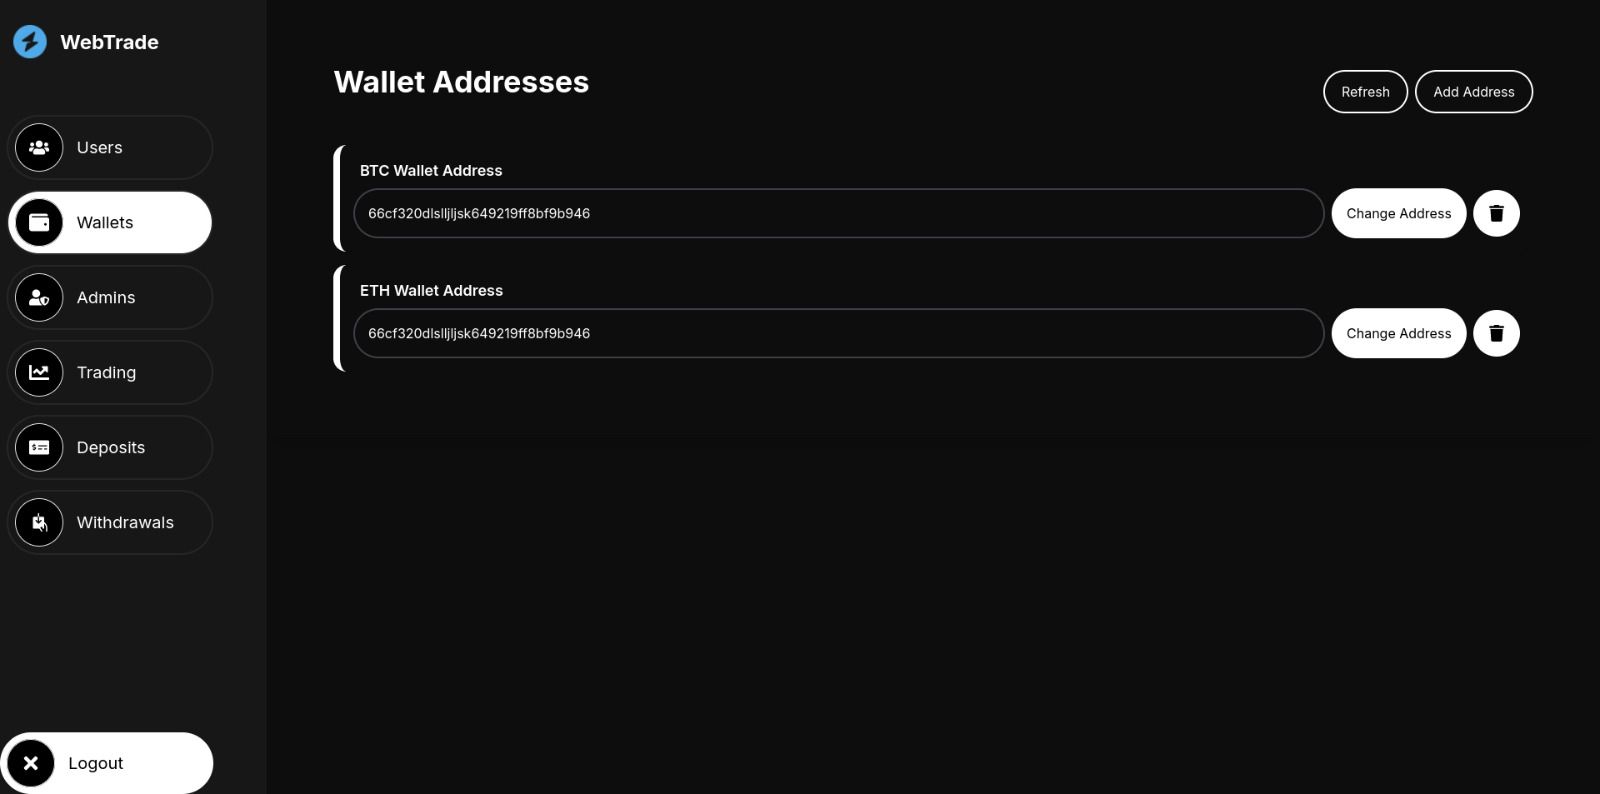 WebTrade
Users
Wallets
Admins
Trading
Deposits
Withdrawals
Logout
Wallet Addresses
Refresh
Add Address
BTC Wallet Address
66cf320dlslljljsk649219ff8bf9b946
Change Address
ETH Wallet Address
66cf320dlslljljsk649219ff8bf9b946
Change Address